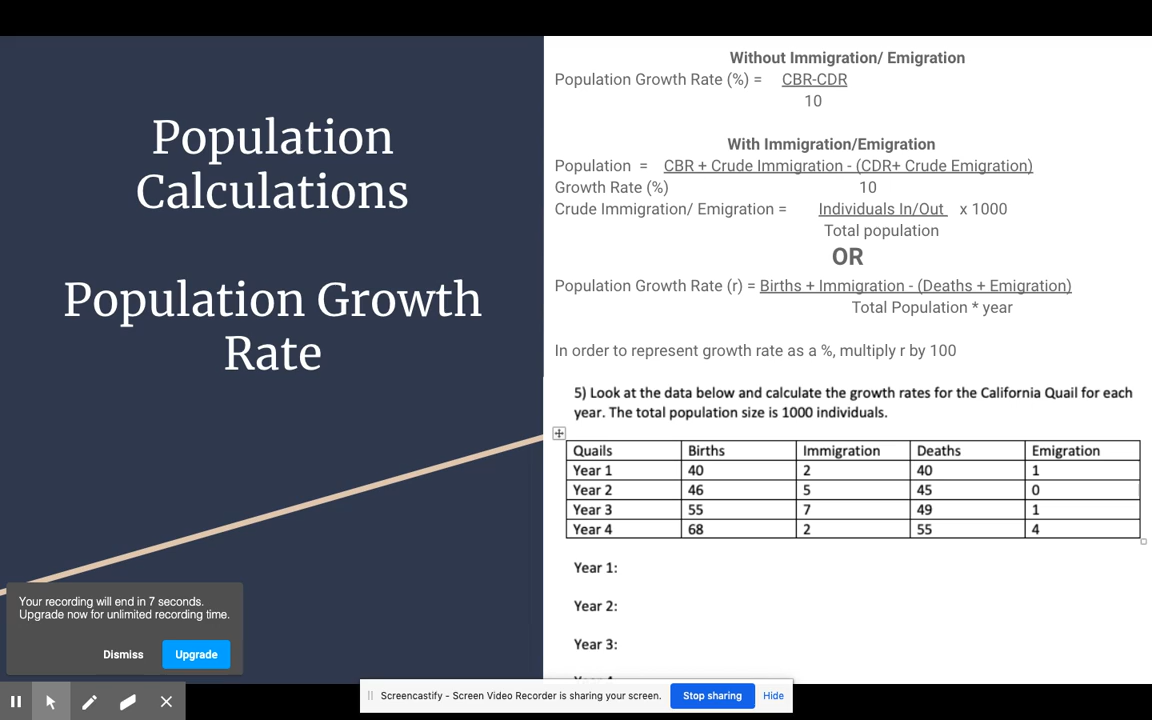 Population
Calculations
Population Growth
Rate
Without Immigration/ Emigration
Population Growth Rate (%) = CBR-CDR
10
With Immigration/Emigration
Population = CBR + Crude Immigration - (CDR+ Crude Emigration)
Growth Rate (%) 10
Crude Immigration/ Emigration = Individuals In/Out x 1000
Total population
OR
Population Growth Rate (r) = Births + Immigration - (Deaths + Emigration)
Total Population * year
In order to represent growth rate as a %, multiply r by 100
5) Look at the data below and calculate the growth rates for the California Quail for each
year. The total population size is 1000 individuals.
Quails Births Immigration Deaths Emigration
Year 1 40 2 40 1
Year 2 46 5 45 0
Year 3 55 7 49 1
Year 4 68 2 55 4
Year 1:
Year 2:
Year 3:
Your recording will end in 7 seconds.
Upgrade now for unlimited recording time.
Dismiss Upgrade
Screencastify - Screen Video Recorder is sharing your screen. Stop sharing Hide